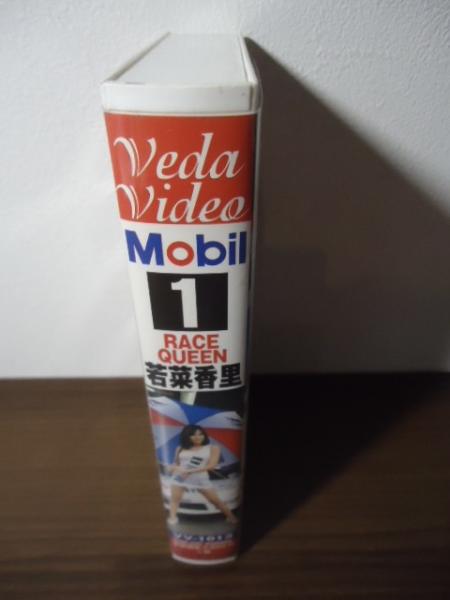 Veda
Video
Mobil
1
RACE
QUEEN
若菜香里